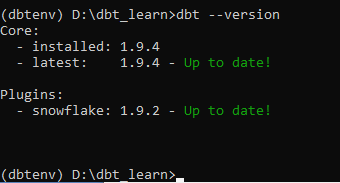 (dbtenv) D:\dbt_learn>dbt --version
Core:
  - installed: 1.9.4
  - latest:    1.9.4 - Up to date!
Plugins:
  - snowflake: 1.9.2 - Up to date!
(dbtenv) D:\dbt_learn>